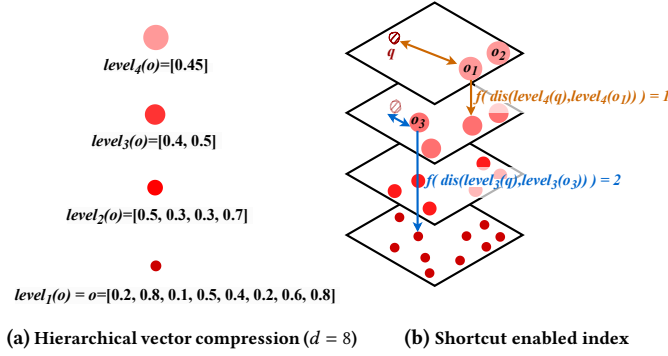 level₄(o)=[0.45]
level₃(o)=[0.4, 0.5]
level₂(o)=[0.5, 0.3, 0.3, 0.7]
level₁(o) = o=[0.2, 0.8, 0.1, 0.5, 0.4, 0.2, 0.6, 0.8]
(a) Hierarchical vector compression (d = 8)
q
o₁
o₂
f( dis(level₄(q),level₄(o₁)) ) = 1
o₃
f( dis(level₃(q),level₃(o₃)) ) = 2
(b) Shortcut enabled index